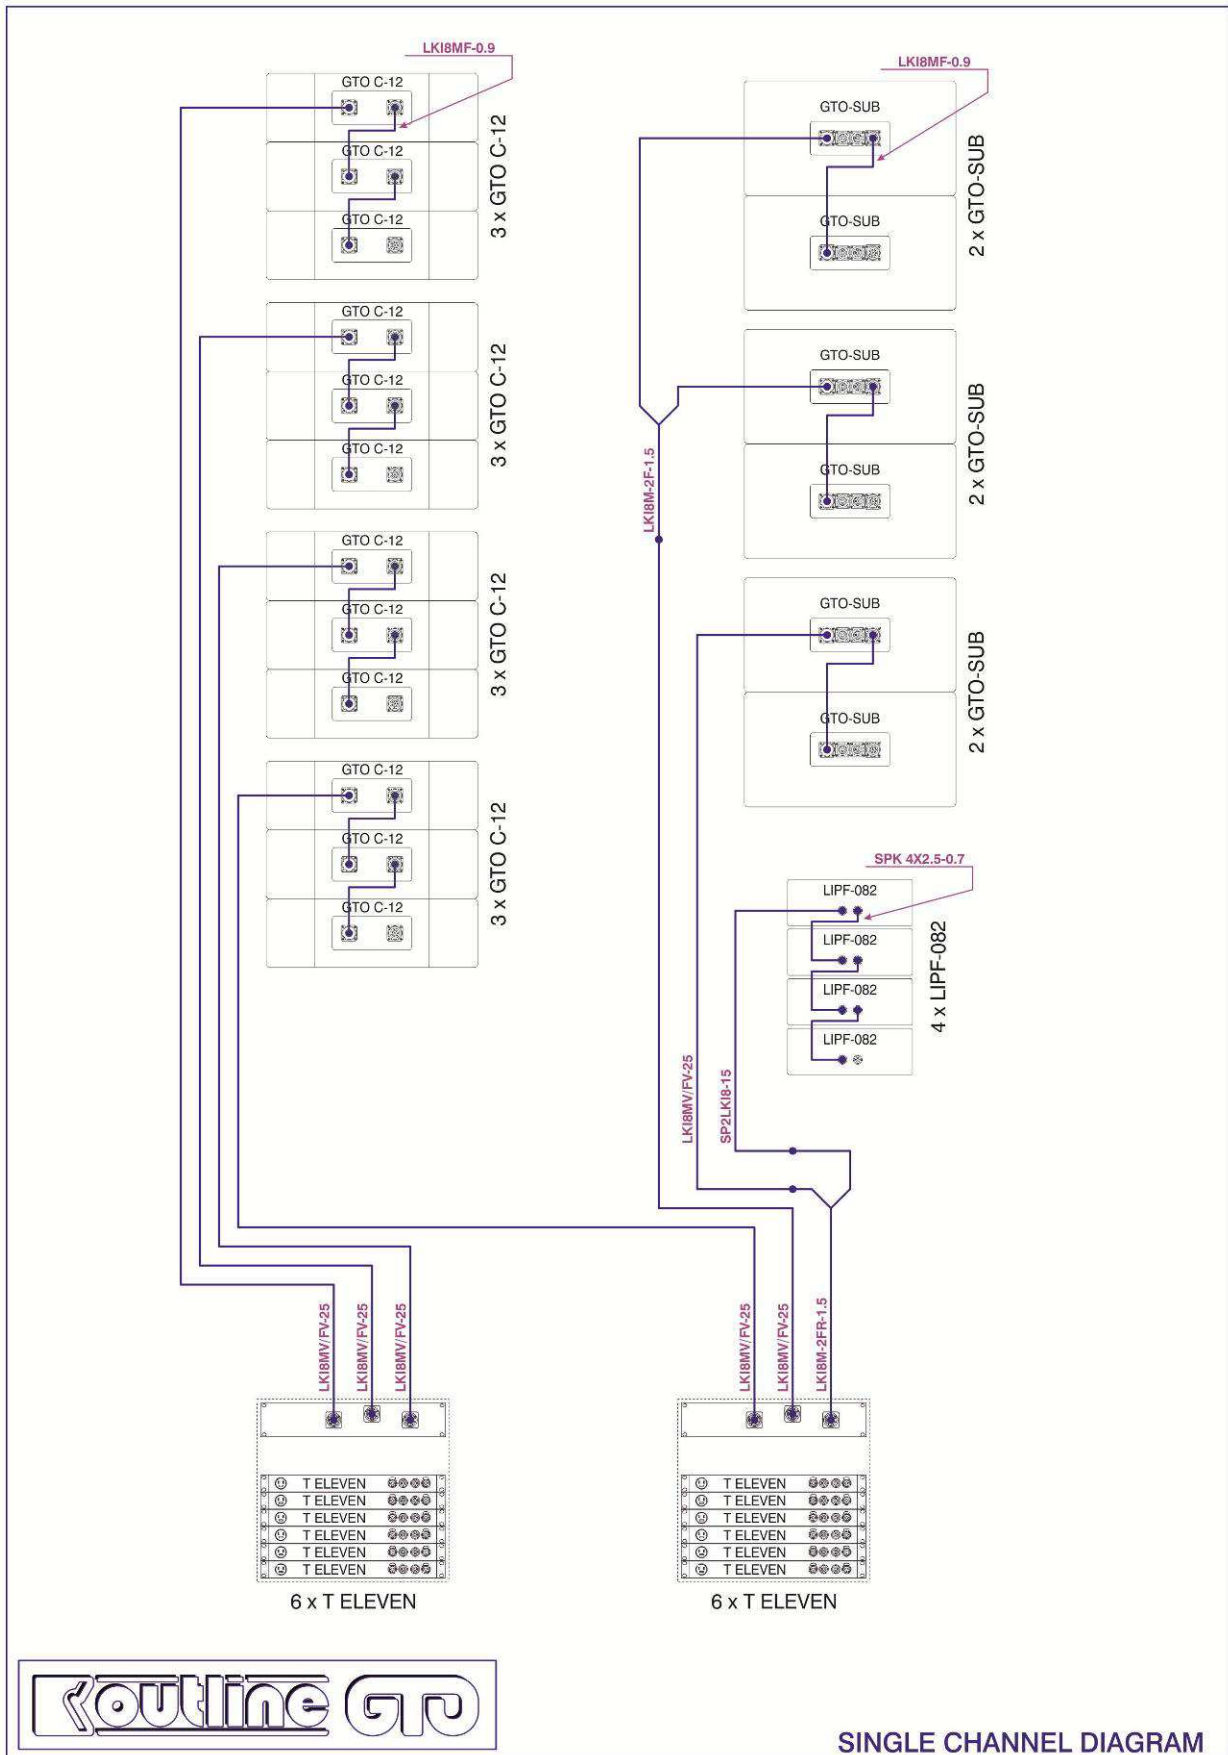 LKI8MF-0.9
GTO C-12
GTO C-12
GTO C-12
3 x GTO C-12
GTO C-12
GTO C-12
GTO C-12
3 x GTO C-12
GTO C-12
GTO C-12
GTO C-12
3 x GTO C-12
GTO C-12
GTO C-12
GTO C-12
3 x GTO C-12
LKI8MF-0.9
GTO-SUB
GTO-SUB
2 x GTO-SUB
GTO-SUB
GTO-SUB
2 x GTO-SUB
LKI8M-2F-1.5
GTO-SUB
GTO-SUB
2 x GTO-SUB
SPK 4X2.5-0.7
LIPF-082
LIPF-082
LIPF-082
LIPF-082
4 x LIPF-082
LKI8MV/FV-25
SP2LKI8-15
LKI8MV/FV-25
LKI8MV/FV-25
LKI8MV/FV-25
LKI8MV/FV-25
LKI8MV/FV-25
LKI8M-2FR-1.5
T ELEVEN
T ELEVEN
T ELEVEN
T ELEVEN
T ELEVEN
T ELEVEN
6 x T ELEVEN
T ELEVEN
T ELEVEN
T ELEVEN
T ELEVEN
T ELEVEN
T ELEVEN
6 x T ELEVEN
outline GTO
SINGLE CHANNEL DIAGRAM